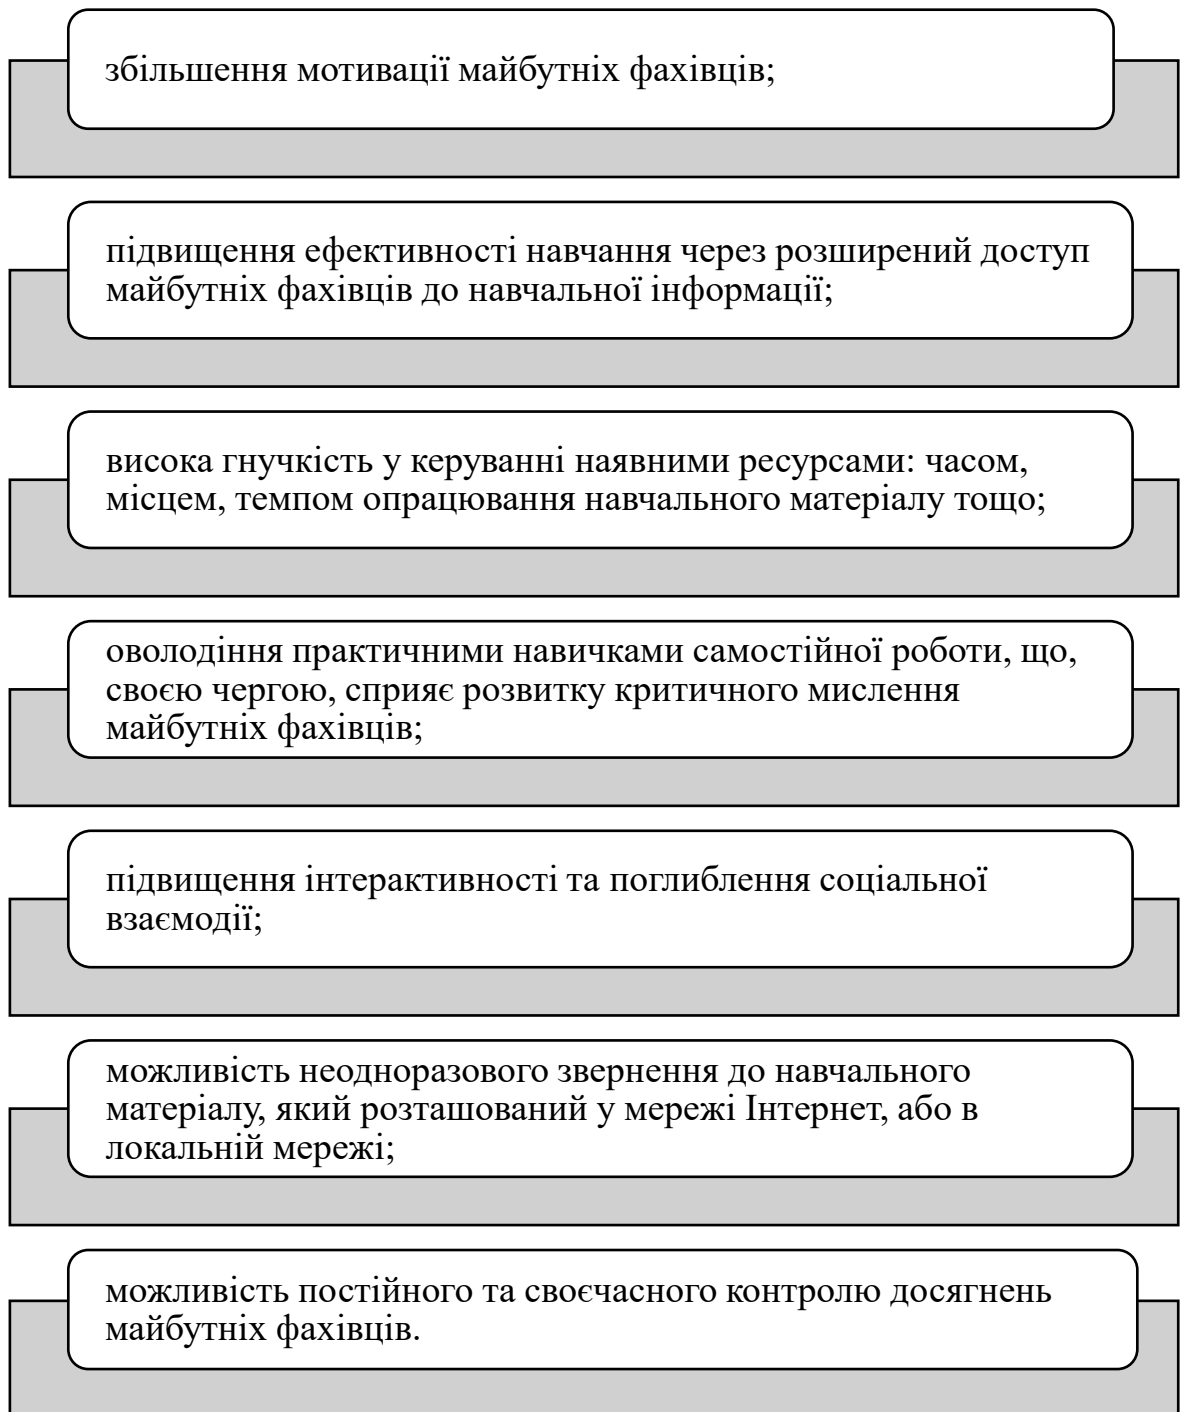 збільшення мотивації майбутніх фахівців;
підвищення ефективності навчання через розширений доступ
майбутніх фахівців до навчальної інформації;
висока гнучкість у керуванні наявними ресурсами: часом,
місцем, темпом опрацювання навчального матеріалу тощо;
оволодіння практичними навичками самостійної роботи, що,
своєю чергою, сприяє розвитку критичного мислення
майбутніх фахівців;
підвищення інтерактивності та поглиблення соціальної
взаємодії;
можливість неодноразового звернення до навчального
матеріалу, який розташований у мережі Інтернет, або в
локальній мережі;
можливість постійного та своєчасного контролю досягнень
майбутніх фахівців.